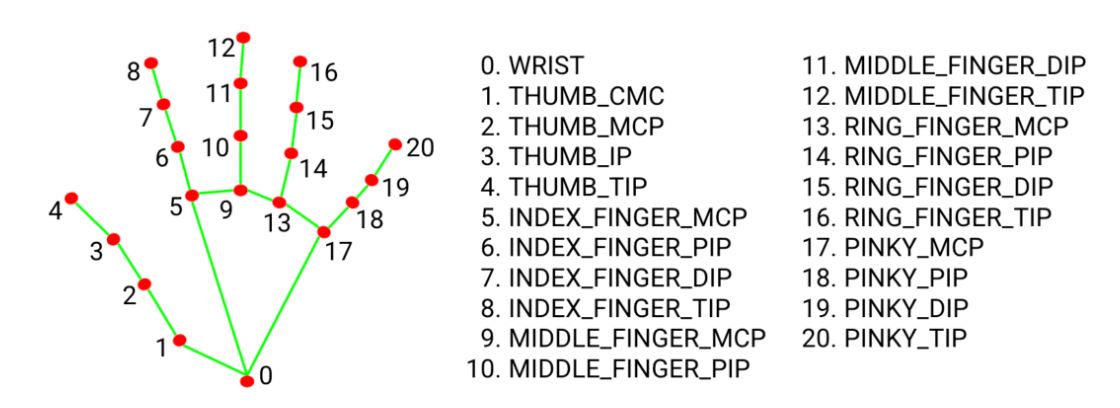 12
8
16
11
7
15
10
6
14
20
19
4
5
9
13
18
3
17
2
1
0
0. WRIST
1. THUMB_CMC
2. THUMB_MCP
3. THUMB_IP
4. THUMB_TIP
5. INDEX_FINGER_MCP
6. INDEX_FINGER_PIP
7. INDEX_FINGER_DIP
8. INDEX_FINGER_TIP
9. MIDDLE_FINGER_MCP
10. MIDDLE_FINGER_PIP
11. MIDDLE_FINGER_DIP
12. MIDDLE_FINGER_TIP
13. RING_FINGER_MCP
14. RING_FINGER_PIP
15. RING_FINGER_DIP
16. RING_FINGER_TIP
17. PINKY_MCP
18. PINKY_PIP
19. PINKY_DIP
20. PINKY_TIP